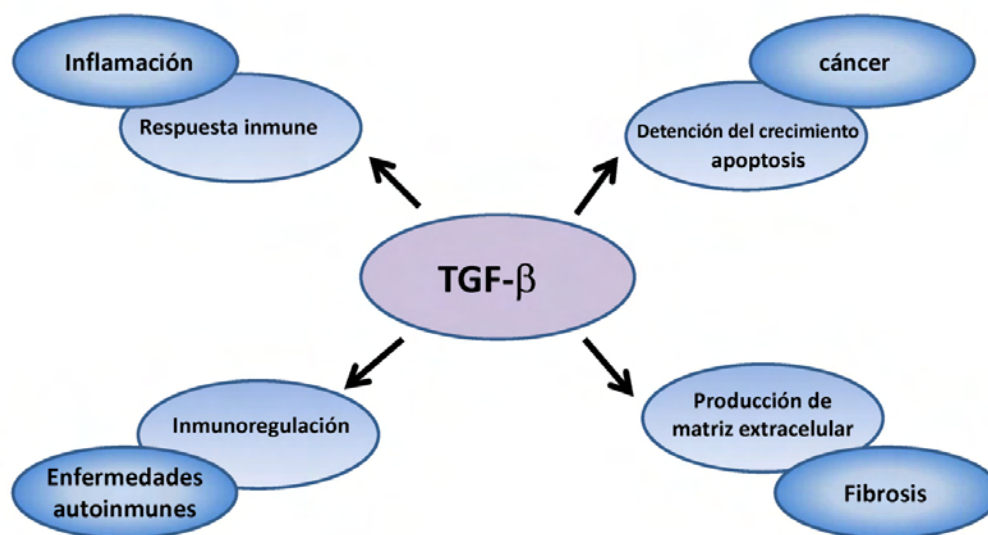 Inflamación
Respuesta inmune
cáncer
Detención del crecimiento
apoptosis
TGF-β
Inmunoregulación
Enfermedades
autoinmunes
Producción de
matriz extracelular
Fibrosis